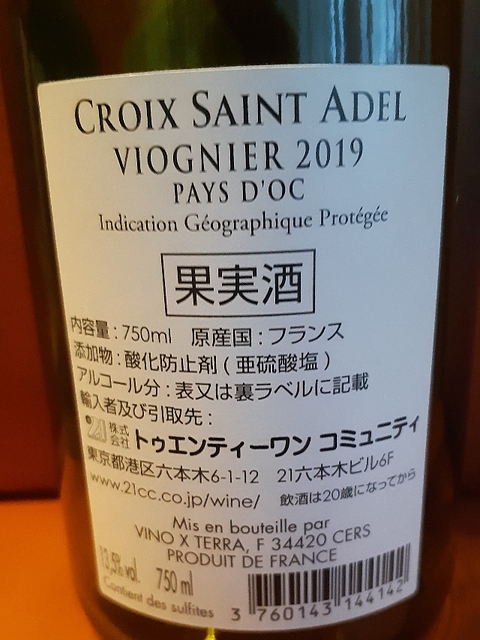 CROIX SAINT ADEL
VIOGNIER 2019
PAYS D'OC
Indication Géographique Protégée
果実酒
内容量：750ml 原産国：フランス
添加物：酸化防止剤（亜硫酸塩）
アルコール分：表又は裏ラベルに記載
輸入者及び引取先：
21 株式会社 トゥエンティーワン コミュニティ
東京都港区六本木6-1-12 21六本木ビル6F
www.21cc.co.jp/wine/ 飲酒は20歳になってから
Mis en bouteille par
VINO X TERRA, F 34420 CERS
PRODUCE OF FRANCE
13,5% vol. 750 ml
Contient des sulfites
3 760143 144142